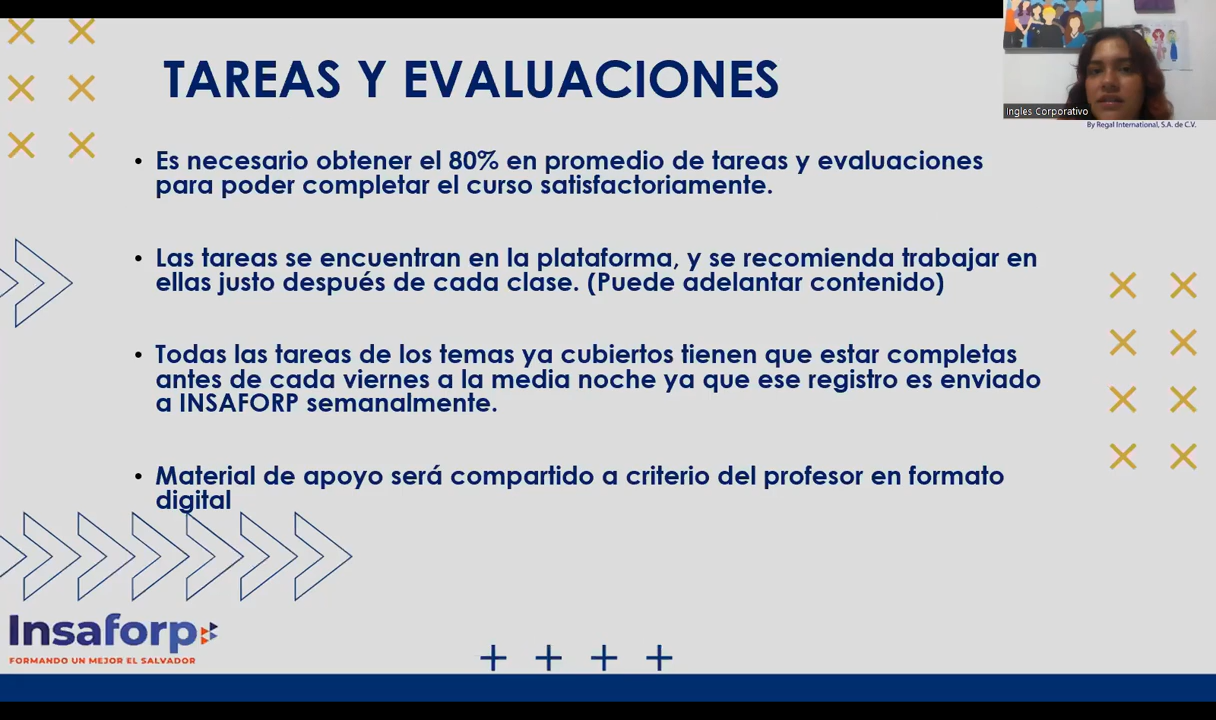 TAREAS Y EVALUACIONES
Ingles Corporativo
By Regal International, S.A. de C.V.
• Es necesario obtener el 80% en promedio de tareas y evaluaciones
para poder completar el curso satisfactoriamente.
• Las tareas se encuentran en la plataforma, y se recomienda trabajar en
ellas justo después de cada clase. (Puede adelantar contenido)
• Todas las tareas de los temas ya cubiertos tienen que estar completas
antes de cada viernes a la media noche ya que ese registro es enviado
a INSAFORP semanalmente.
• Material de apoyo será compartido a criterio del profesor en formato
digital
Insaforp
FORMANDO UN MEJOR EL SALVADOR